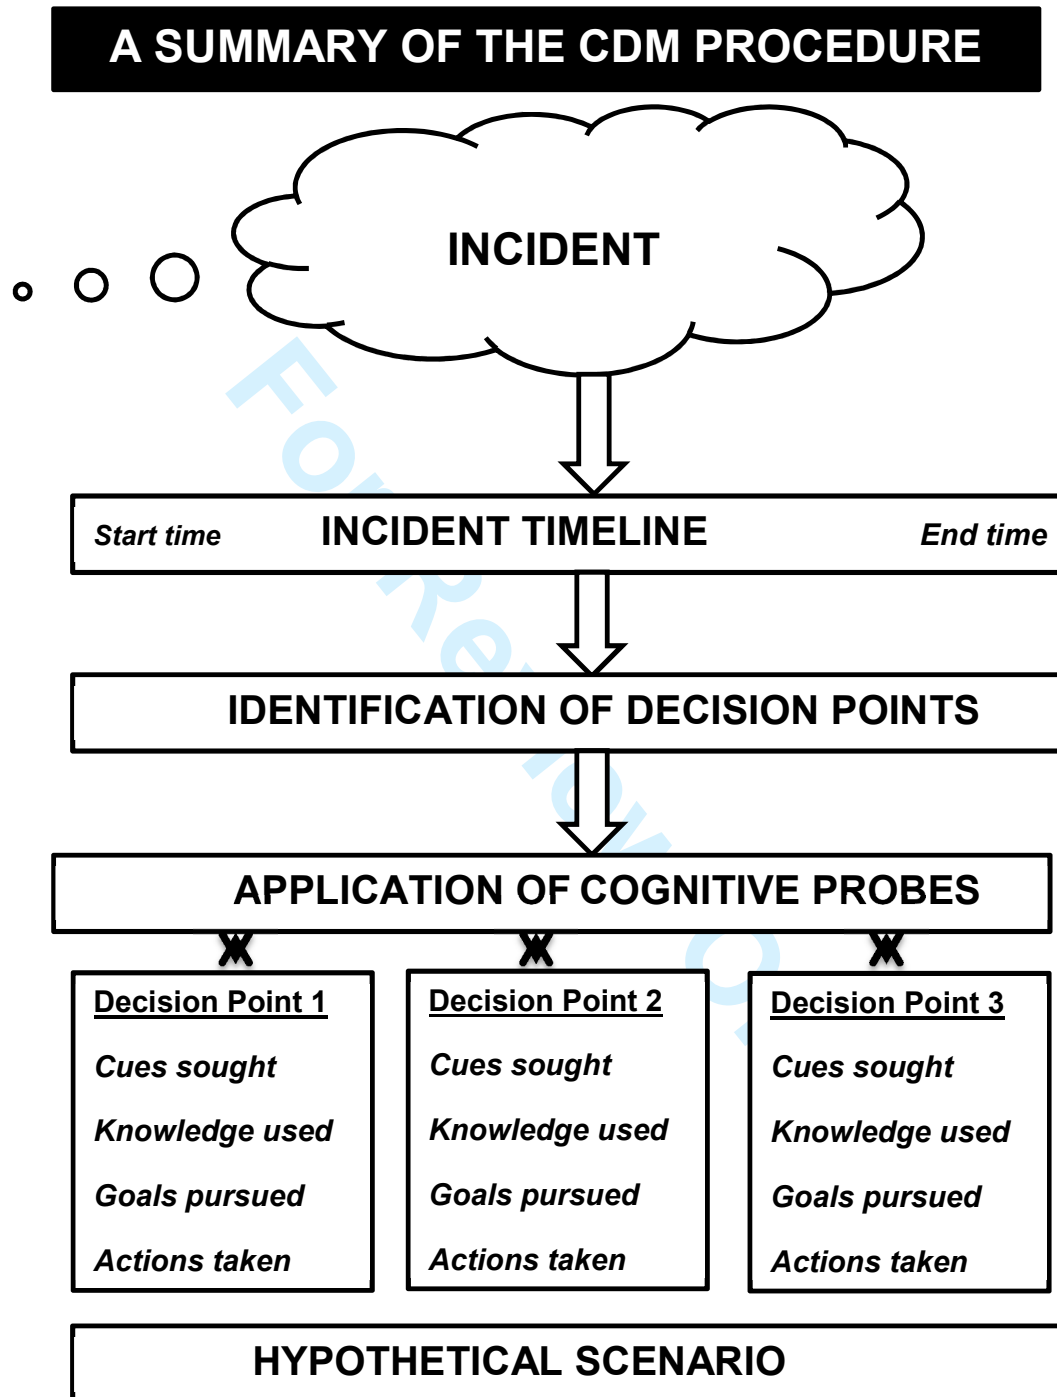 A SUMMARY OF THE CDM PROCEDURE
INCIDENT
Start time INCIDENT TIMELINE End time
IDENTIFICATION OF DECISION POINTS
APPLICATION OF COGNITIVE PROBES
Decision Point 1
Cues sought
Knowledge used
Goals pursued
Actions taken
Decision Point 2
Cues sought
Knowledge used
Goals pursued
Actions taken
Decision Point 3
Cues sought
Knowledge used
Goals pursued
Actions taken
HYPOTHETICAL SCENARIO
For Review